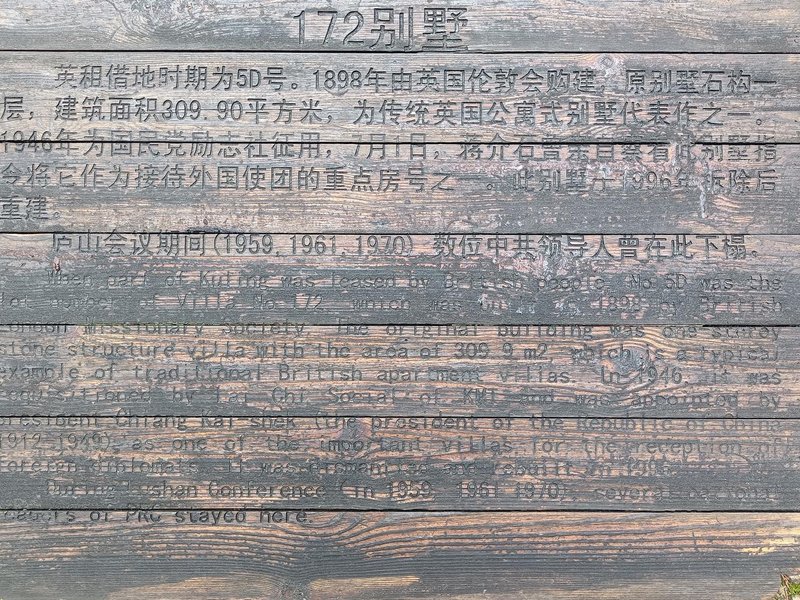 172别墅
英租借地时期为5D号。1898年由英国伦敦会购建，原别墅石构一
层，建筑面积309.90平方米，为传统英国公寓式别墅代表作之一。
1946年为国民党励志社征用，7月1日，蒋介石曾亲自察看此别墅指
令将它作为接待外国使团的重点房号之一。此别墅于1996年拆除后
重建。
庐山会议期间(1959.1961.1970) 数位中共领导人曾在此下榻。
When part of Kuling was leased by British people, No.5D was the
lot number of Villa No.172, which was built in 1898 by British
London Missionary Society. The original building was one storey
stone structure villa with the area of 309.9 m2, which is a typical
example of traditional British apartment villas. In 1946, it was
requisitioned by Lai Chi Social of KMT and was appointed by
president Chiang Kai-shek (the president of the Republic of China
1912-1949), as one of the important villas for the reception of
foreign diplomats. It was dismantled and rebuilt in
During Lushan Conference (in 1959, 1961, 1970), several national
leaders of PRC stayed here.